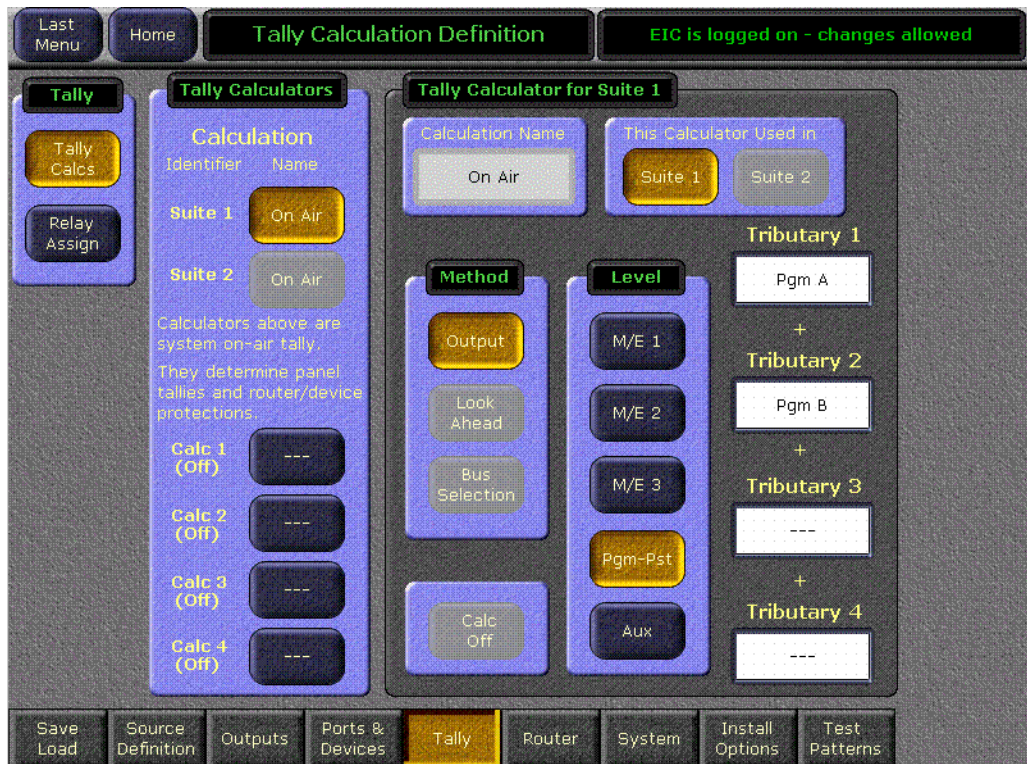 Last
Menu
Home
Tally Calculation Definition
EIC is logged on - changes allowed
Tally
Tally
Calcs
Relay
Assign
Tally Calculators
Calculation
Identifier Name
Suite 1 On Air
Suite 2 On Air
Calculators above are
system on-air tally.
They determine panel
tallies and router/device
protections.
Calc 1
(Off)
---
Calc 2
(Off)
---
Calc 3
(Off)
---
Calc 4
(Off)
---
Tally Calculator for Suite 1
Calculation Name
On Air
This Calculator Used in
Suite 1 Suite 2
Method
Output
Look
Ahead
Bus
Selection
Calc
Off
Level
M/E 1
M/E 2
M/E 3
Pgm-Pst
Aux
Tributary 1
Pgm A
+
Tributary 2
Pgm B
+
Tributary 3
---
+
Tributary 4
---
Save
Load
Source
Definition
Outputs
Ports &
Devices
Tally
Router
System
Install
Options
Test
Patterns